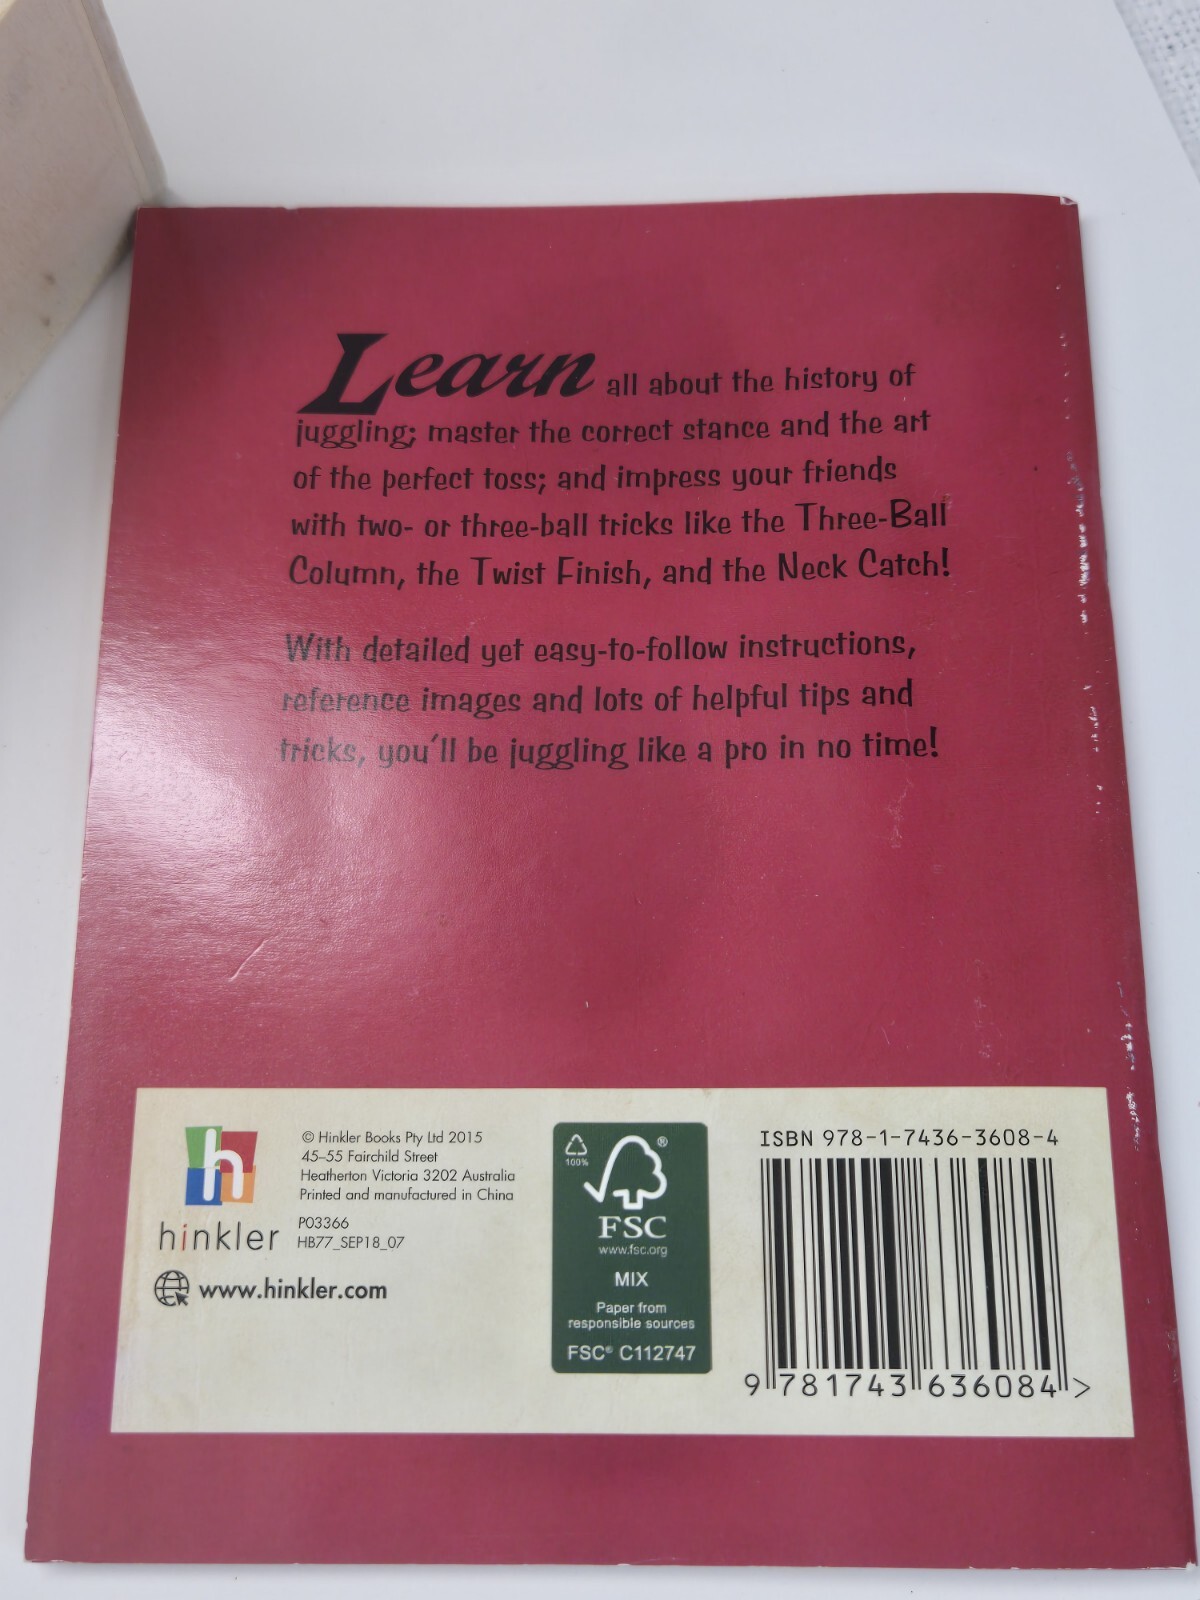 Learn all about the history of
juggling; master the correct stance and the art
of the perfect toss; and impress your friends
with two- or three-ball tricks like the Three-Ball
Column, the Twist Finish, and the Neck Catch!
With detailed yet easy-to-follow instructions,
reference images and lots of helpful tips and
tricks, you'll be juggling like a pro in no time!
h
hinkler
www.hinkler.com
© Hinkler Books Pty Ltd 2015
45–55 Fairchild Street
Heatherton Victoria 3202 Australia
Printed and manufactured in China
P03366
HB77_SEP18_07
100%
®
FSC
www.fsc.org
MIX
Paper from
responsible sources
FSC® C112747
ISBN 978-1-7436-3608-4
9 781743 636084 >